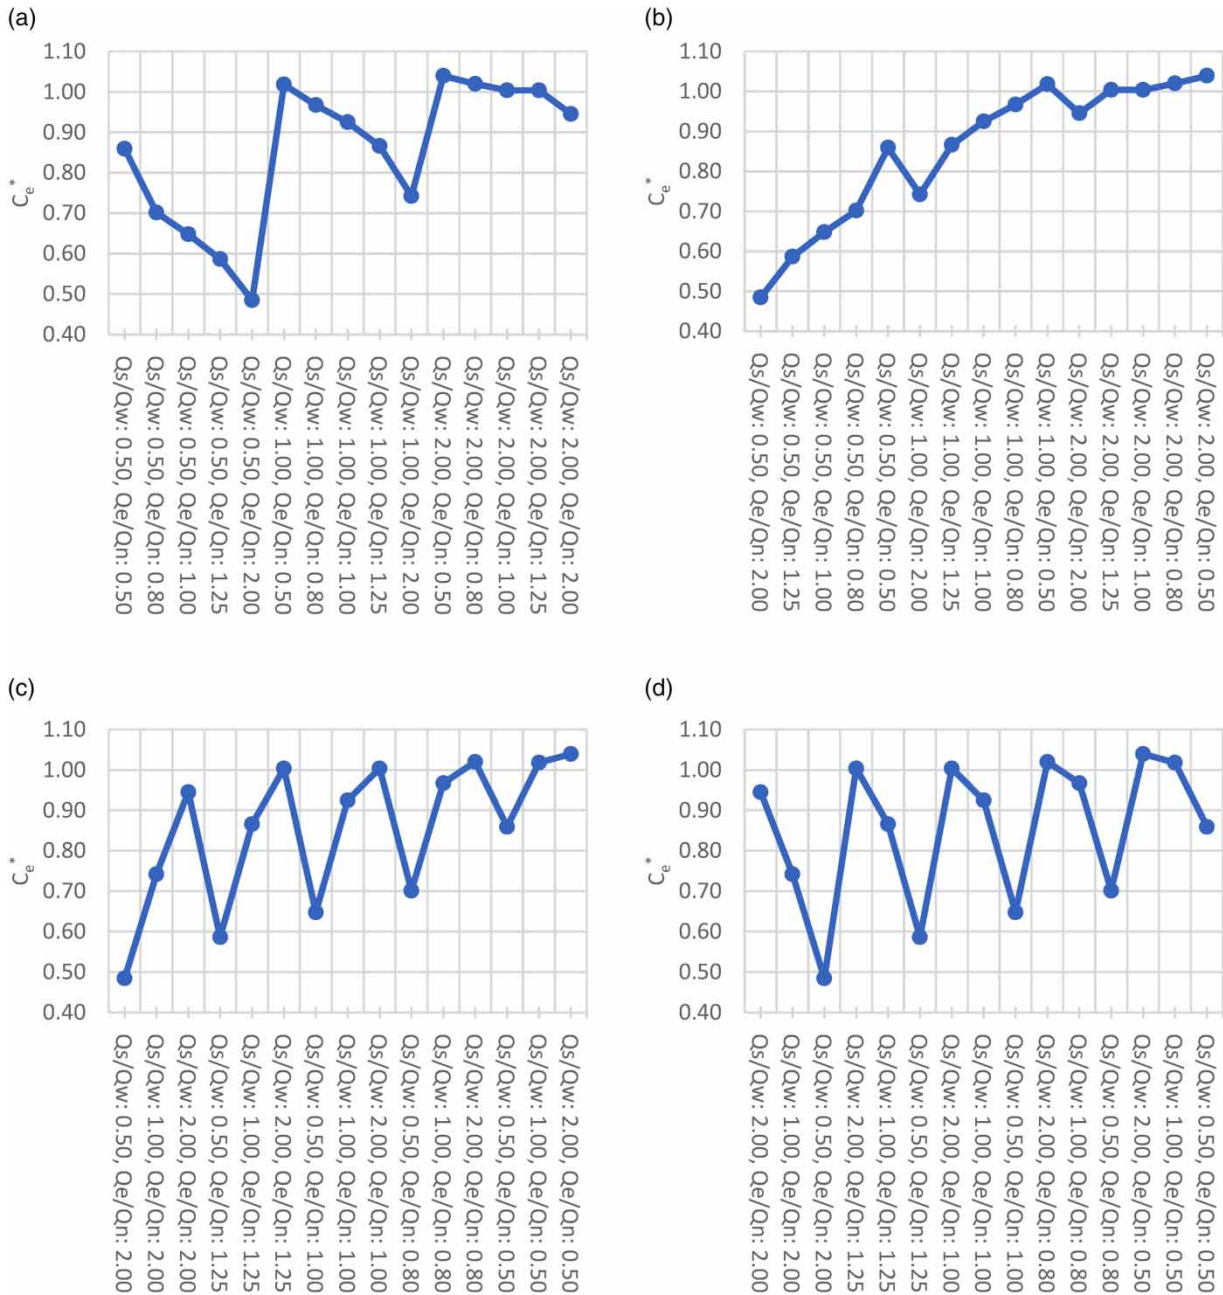 (a)
1.10
1.00
0.90
0.80
0.70
0.60
0.50
0.40
Ce*
Qs/Qw: 0.50, Qe/Qn: 0.50
Qs/Qw: 0.50, Qe/Qn: 0.80
Qs/Qw: 0.50, Qe/Qn: 1.00
Qs/Qw: 0.50, Qe/Qn: 1.25
Qs/Qw: 0.50, Qe/Qn: 2.00
Qs/Qw: 1.00, Qe/Qn: 0.50
Qs/Qw: 1.00, Qe/Qn: 0.80
Qs/Qw: 1.00, Qe/Qn: 1.00
Qs/Qw: 1.00, Qe/Qn: 1.25
Qs/Qw: 1.00, Qe/Qn: 2.00
Qs/Qw: 2.00, Qe/Qn: 0.50
Qs/Qw: 2.00, Qe/Qn: 0.80
Qs/Qw: 2.00, Qe/Qn: 1.00
Qs/Qw: 2.00, Qe/Qn: 1.25
Qs/Qw: 2.00, Qe/Qn: 2.00
(b)
1.10
1.00
0.90
0.80
0.70
0.60
0.50
0.40
Ce*
Qs/Qw: 0.50, Qe/Qn: 2.00
Qs/Qw: 0.50, Qe/Qn: 1.25
Qs/Qw: 0.50, Qe/Qn: 1.00
Qs/Qw: 0.50, Qe/Qn: 0.80
Qs/Qw: 0.50, Qe/Qn: 0.50
Qs/Qw: 1.00, Qe/Qn: 2.00
Qs/Qw: 1.00, Qe/Qn: 1.25
Qs/Qw: 1.00, Qe/Qn: 1.00
Qs/Qw: 1.00, Qe/Qn: 0.80
Qs/Qw: 1.00, Qe/Qn: 0.50
Qs/Qw: 2.00, Qe/Qn: 2.00
Qs/Qw: 2.00, Qe/Qn: 1.25
Qs/Qw: 2.00, Qe/Qn: 1.00
Qs/Qw: 2.00, Qe/Qn: 0.80
Qs/Qw: 2.00, Qe/Qn: 0.50
(c)
1.10
1.00
0.90
0.80
0.70
0.60
0.50
0.40
Ce*
Qs/Qw: 0.50, Qe/Qn: 2.00
Qs/Qw: 1.00, Qe/Qn: 2.00
Qs/Qw: 2.00, Qe/Qn: 2.00
Qs/Qw: 0.50, Qe/Qn: 1.25
Qs/Qw: 1.00, Qe/Qn: 1.25
Qs/Qw: 2.00, Qe/Qn: 1.25
Qs/Qw: 0.50, Qe/Qn: 1.00
Qs/Qw: 1.00, Qe/Qn: 1.00
Qs/Qw: 2.00, Qe/Qn: 1.00
Qs/Qw: 0.50, Qe/Qn: 0.80
Qs/Qw: 1.00, Qe/Qn: 0.80
Qs/Qw: 2.00, Qe/Qn: 0.80
Qs/Qw: 0.50, Qe/Qn: 0.50
Qs/Qw: 1.00, Qe/Qn: 0.50
Qs/Qw: 2.00, Qe/Qn: 0.50
(d)
1.10
1.00
0.90
0.80
0.70
0.60
0.50
0.40
Ce*
Qs/Qw: 2.00, Qe/Qn: 2.00
Qs/Qw: 1.00, Qe/Qn: 2.00
Qs/Qw: 0.50, Qe/Qn: 2.00
Qs/Qw: 2.00, Qe/Qn: 1.25
Qs/Qw: 1.00, Qe/Qn: 1.25
Qs/Qw: 0.50, Qe/Qn: 1.25
Qs/Qw: 2.00, Qe/Qn: 1.00
Qs/Qw: 1.00, Qe/Qn: 1.00
Qs/Qw: 0.50, Qe/Qn: 1.00
Qs/Qw: 2.00, Qe/Qn: 0.80
Qs/Qw: 1.00, Qe/Qn: 0.80
Qs/Qw: 0.50, Qe/Qn: 0.80
Qs/Qw: 2.00, Qe/Qn: 0.50
Qs/Qw: 1.00, Qe/Qn: 0.50
Qs/Qw: 0.50, Qe/Qn: 0.50